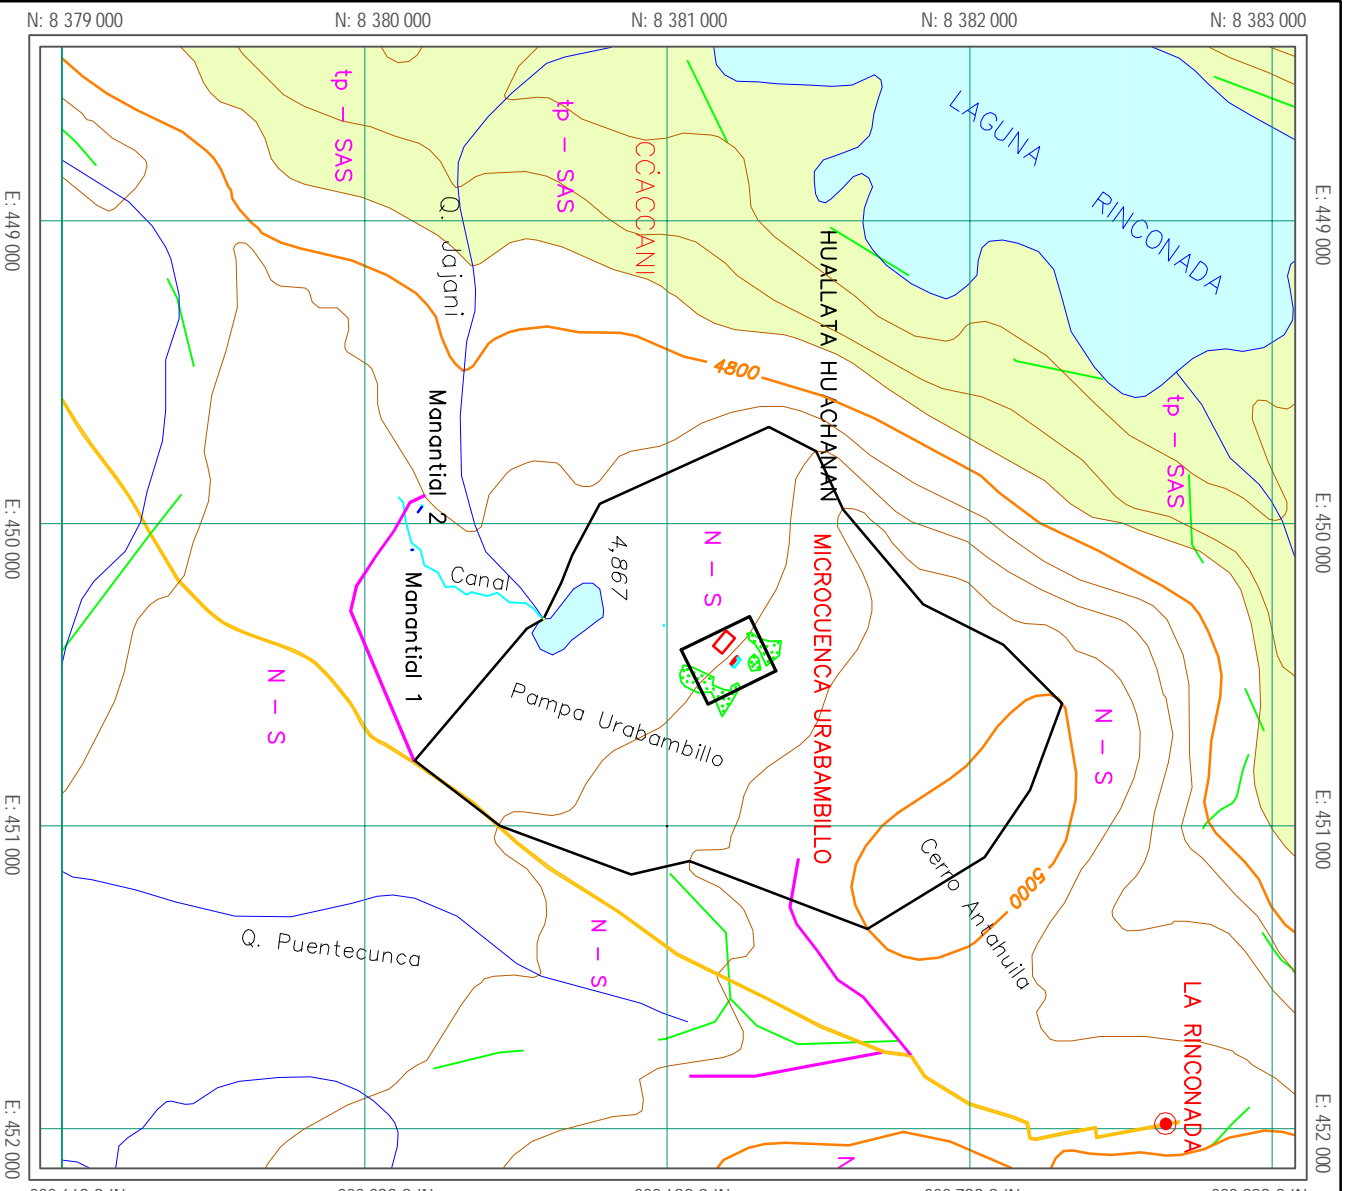 N: 8 379 000
N: 8 380 000
N: 8 381 000
N: 8 382 000
N: 8 383 000
E: 449 000
E: 449 000
E: 450 000
E: 450 000
E: 451 000
E: 451 000
E: 452 000
E: 452 000
tp - SAS
tp - SAS
CCACCANI
LAGUNA
RINCONADA
Q. Jajani
HUALLATA HUACHANAN
4800
tp - SAS
Manantial 2
Canal
4,867
N - S
Manantial 1
MICROCUENCA URABAMBILLO
Pampa Urabambillo
N - S
N - S
Cerro Antahuila
5000
Q. Puentecunca
N - S
LA RINCONADA
N